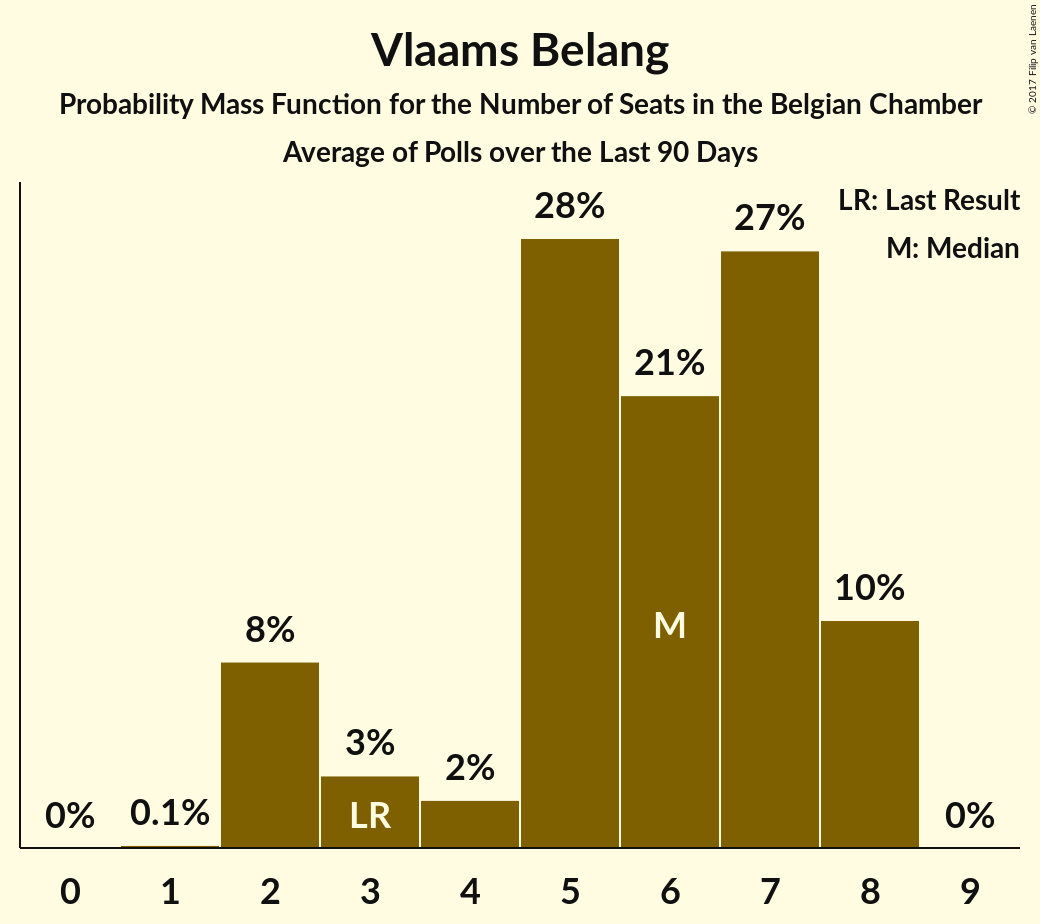 Vlaams Belang
Probability Mass Function for the Number of Seats in the Belgian Chamber
Average of Polls over the Last 90 Days
© 2017 Filip van Laenen
LR: Last Result
M: Median
28%
27%
21%
10%
8%
3%
2%
0%
0.1%
0%
M
LR
0 1 2 3 4 5 6 7 8 9